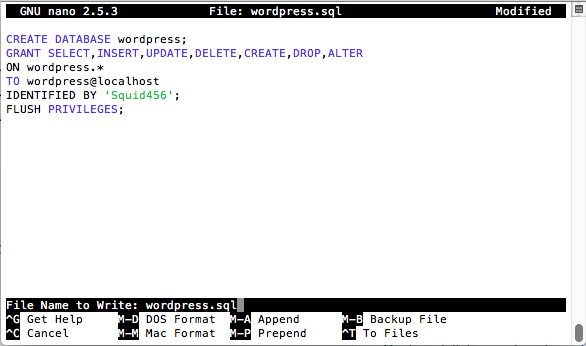 GNU nano 2.5.3 File: wordpress.sql Modified
CREATE DATABASE wordpress;
GRANT SELECT,INSERT,UPDATE,DELETE,CREATE,DROP,ALTER
ON wordpress.*
TO wordpress@localhost
IDENTIFIED BY 'Squid456';
FLUSH PRIVILEGES;
File Name to Write: wordpress.sql
^G Get Help M-D DOS Format M-A Append M-B Backup File
^C Cancel M-M Mac Format M-P Prepend ^T To Files